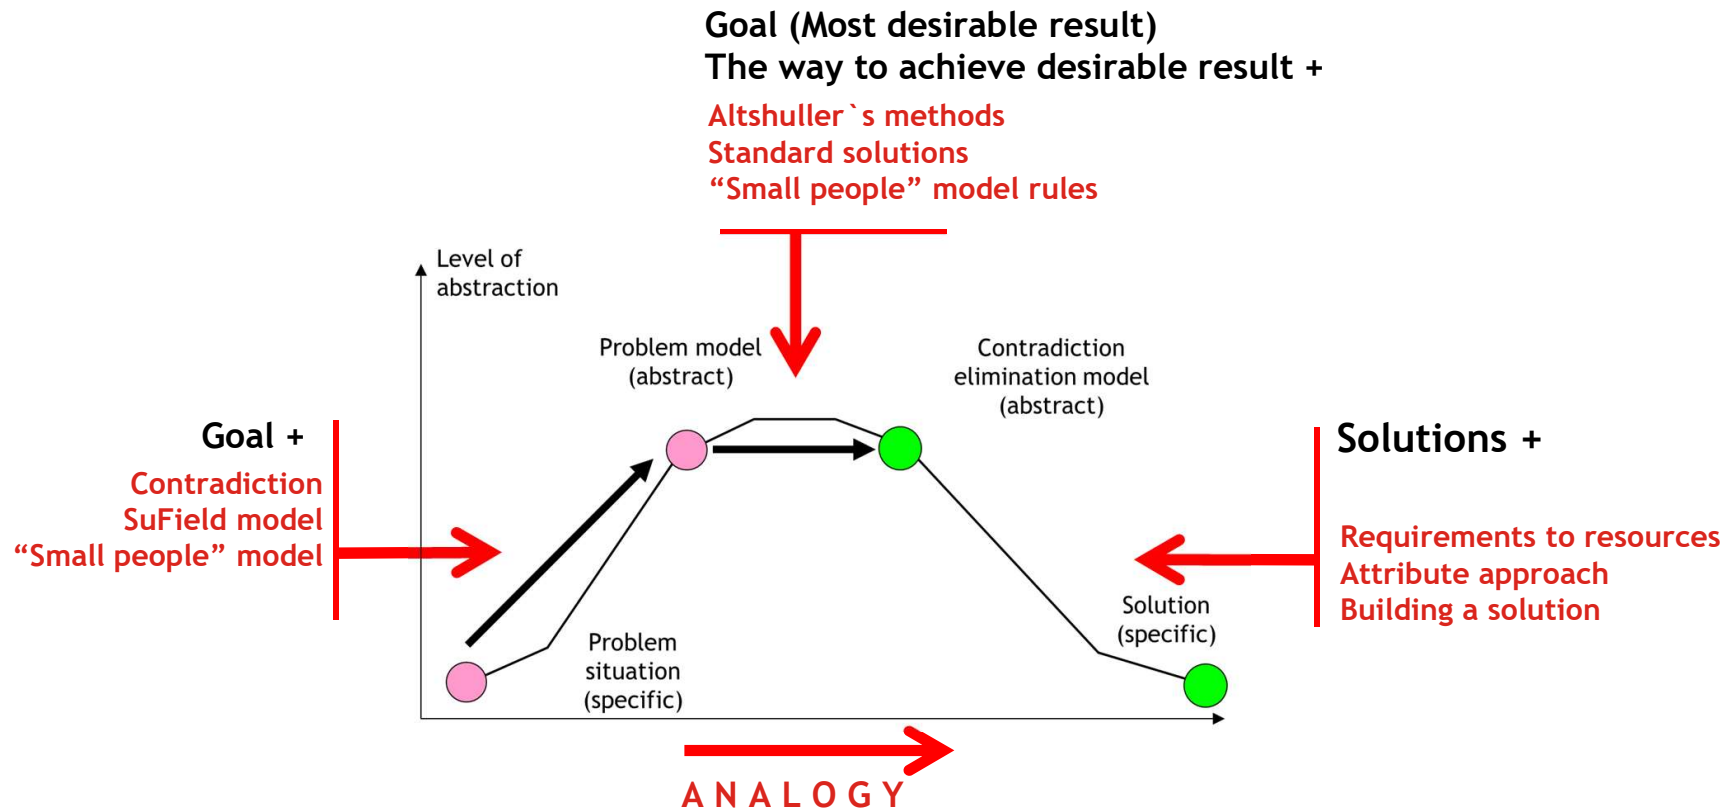 Goal (Most desirable result)
The way to achieve desirable result +
Altshuller`s methods
Standard solutions
“Small people” model rules
Level of
abstraction
Problem model
(abstract)
Contradiction
elimination model
(abstract)
Goal +
Contradiction
SuField model
“Small people” model
Solutions +
Requirements to resources
Attribute approach
Building a solution
Problem
situation
(specific)
Solution
(specific)
ANALOGY